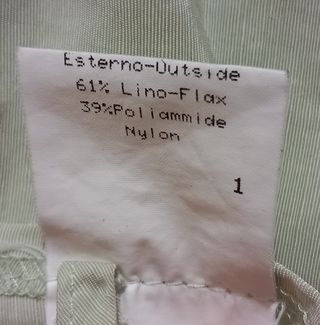 Esterno-Outside
61% Lino-Flax
39%Poliammide
Nylon
1